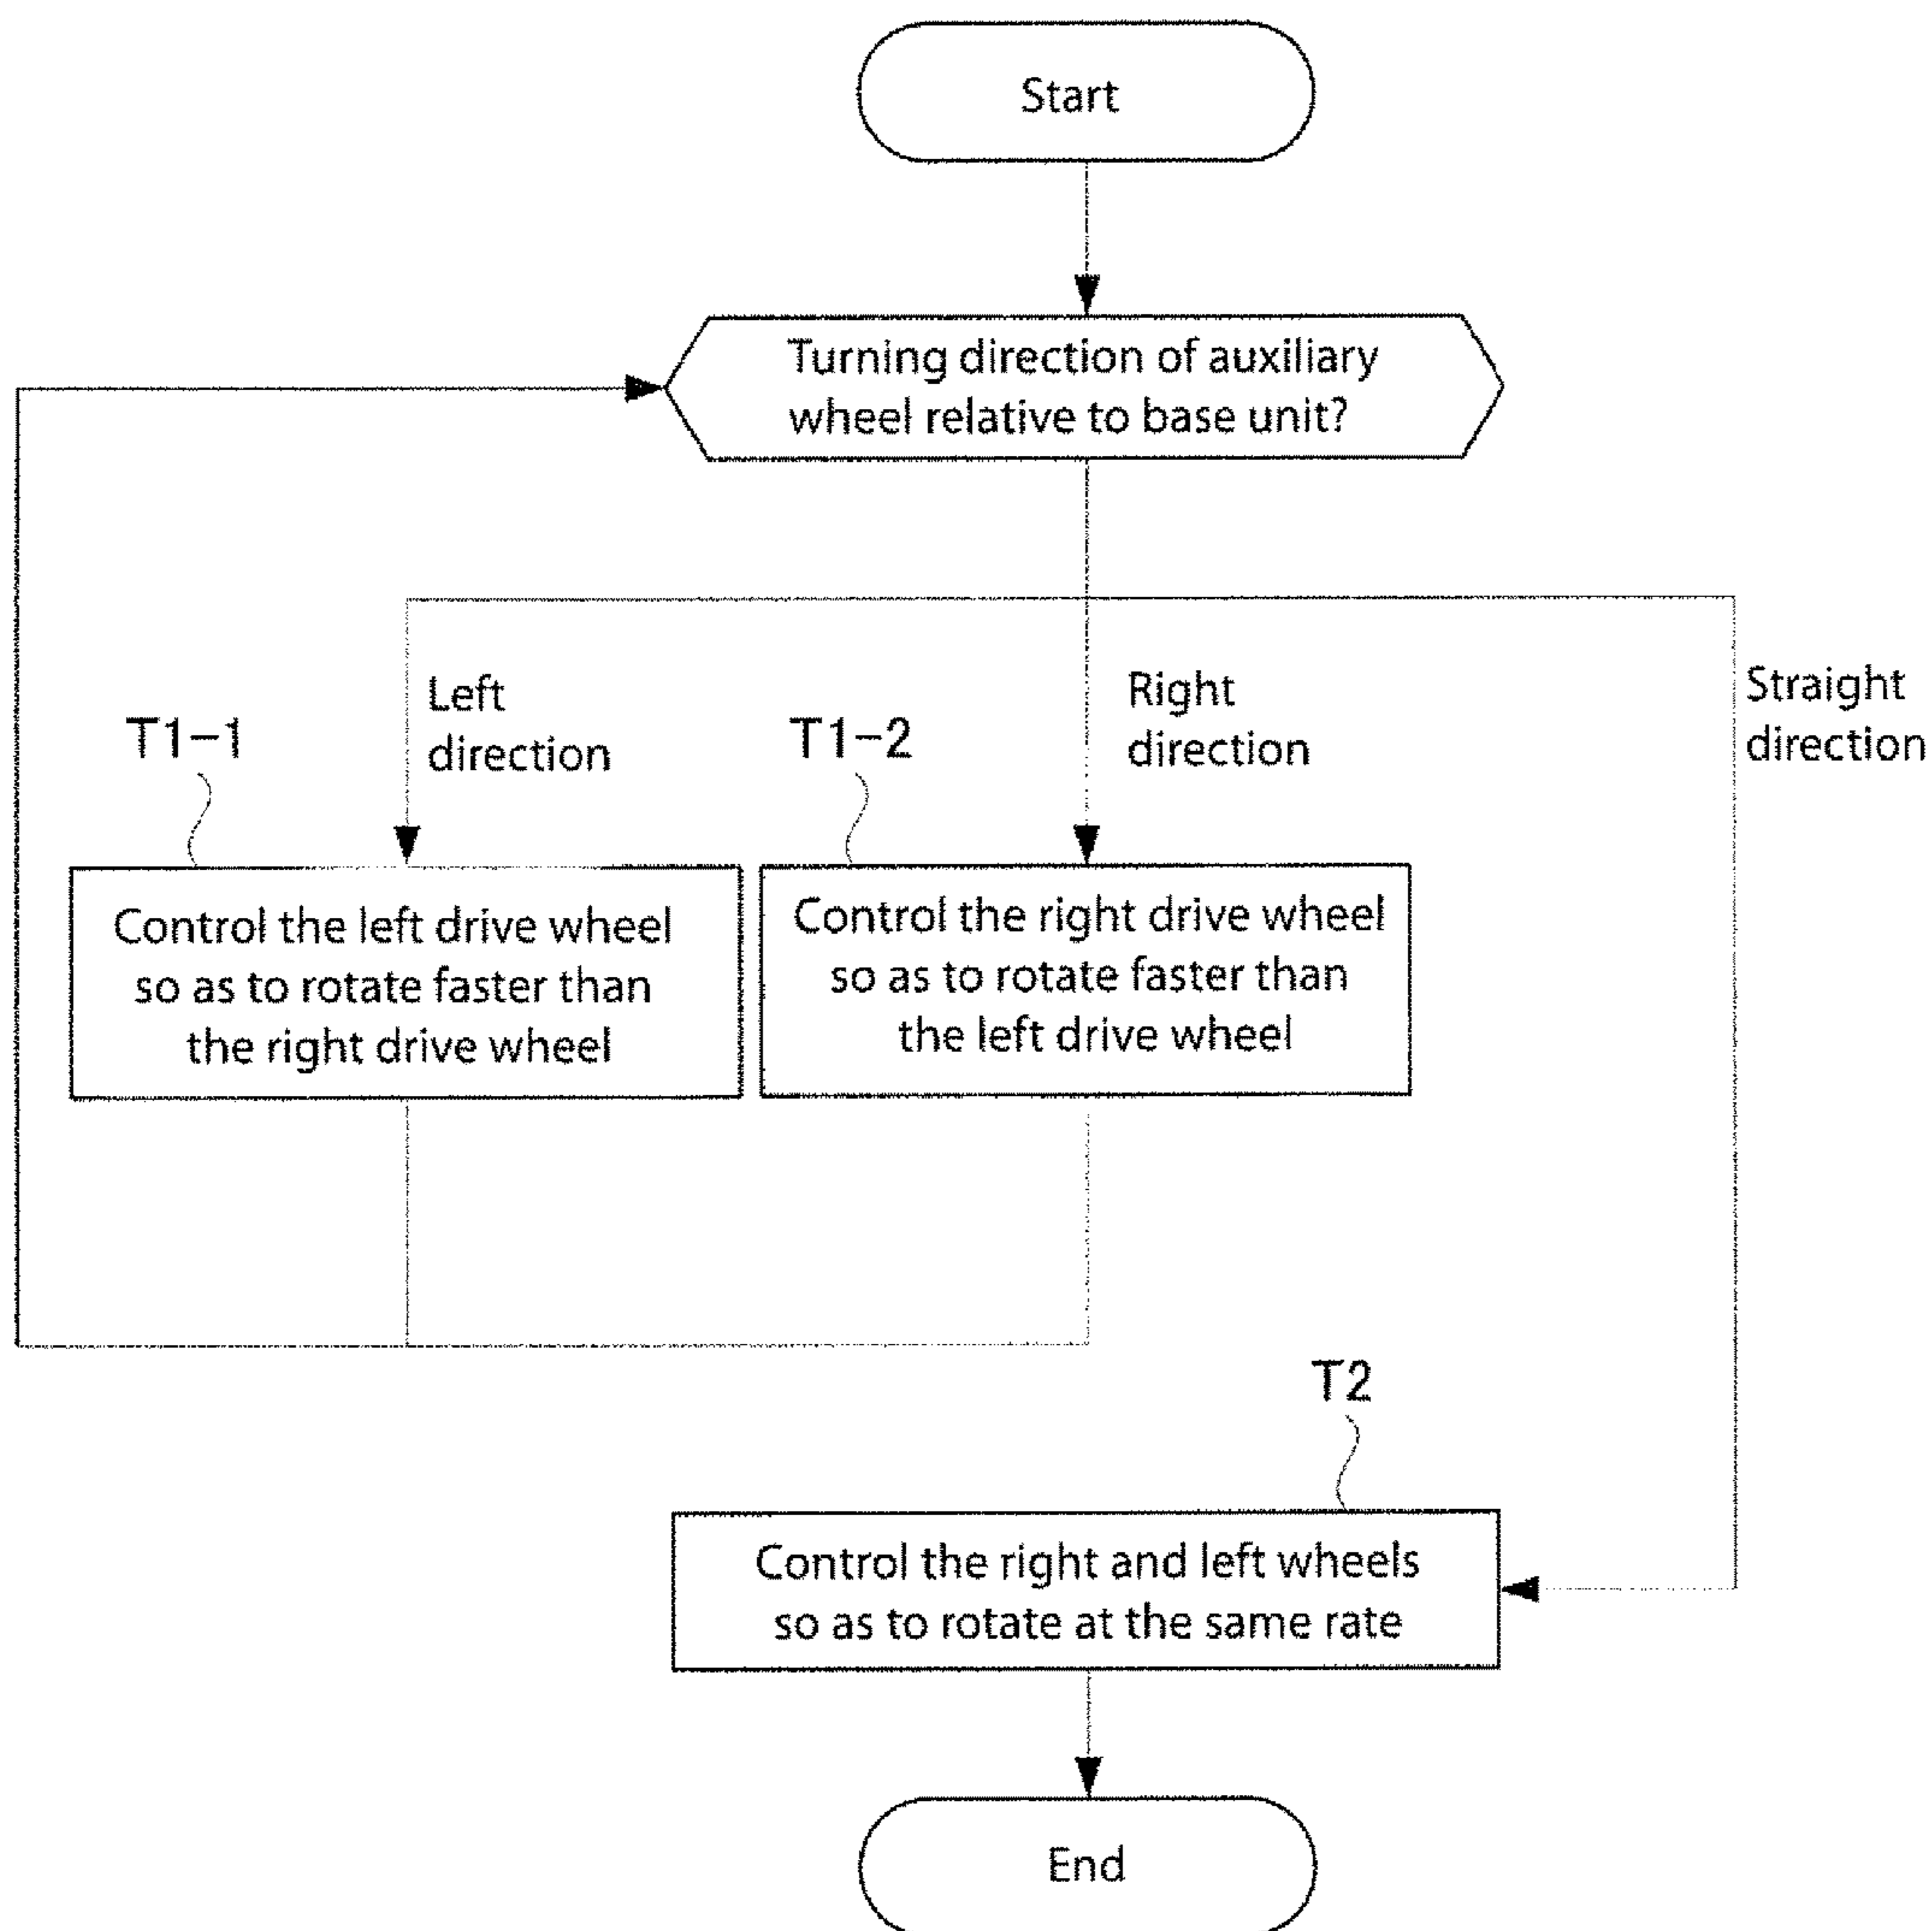 Start
Turning direction of auxiliary
wheel relative to base unit?
Left
direction
Right
direction
Straight
direction
T1-1
T1-2
Control the left drive wheel
so as to rotate faster than
the right drive wheel
Control the right drive wheel
so as to rotate faster than
the left drive wheel
T2
Control the right and left wheels
so as to rotate at the same rate
End